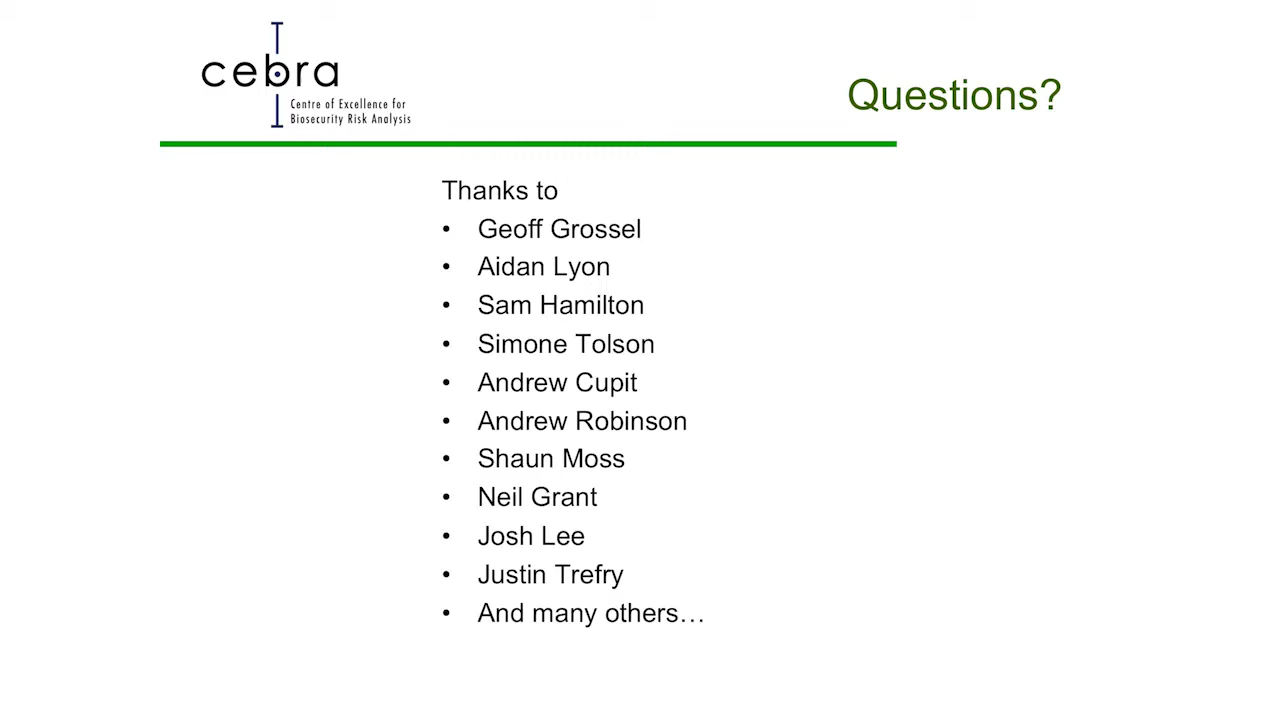 cebra
Centre of Excellence for
Biosecurity Risk Analysis
Questions?
Thanks to
• Geoff Grossel
• Aidan Lyon
• Sam Hamilton
• Simone Tolson
• Andrew Cupit
• Andrew Robinson
• Shaun Moss
• Neil Grant
• Josh Lee
• Justin Trefry
• And many others…